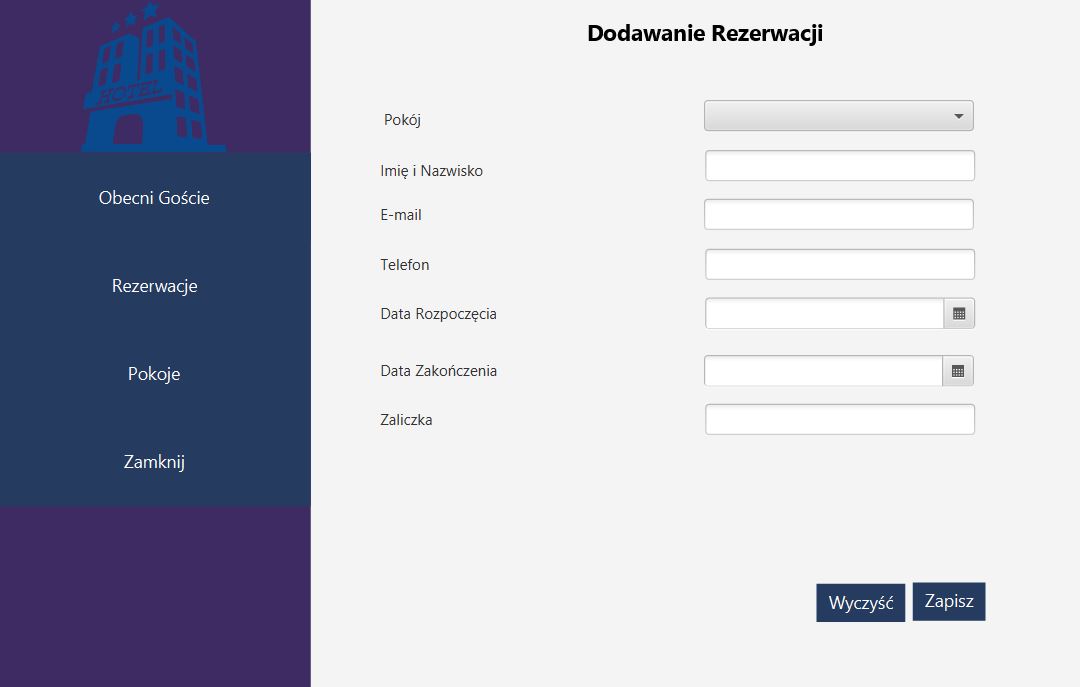 HOTEL
Obecni Goście
Rezerwacje
Pokoje
Zamknij
Dodawanie Rezerwacji
Pokój
Imię i Nazwisko
E-mail
Telefon
Data Rozpoczęcia
Data Zakończenia
Zaliczka
Wyczyść
Zapisz